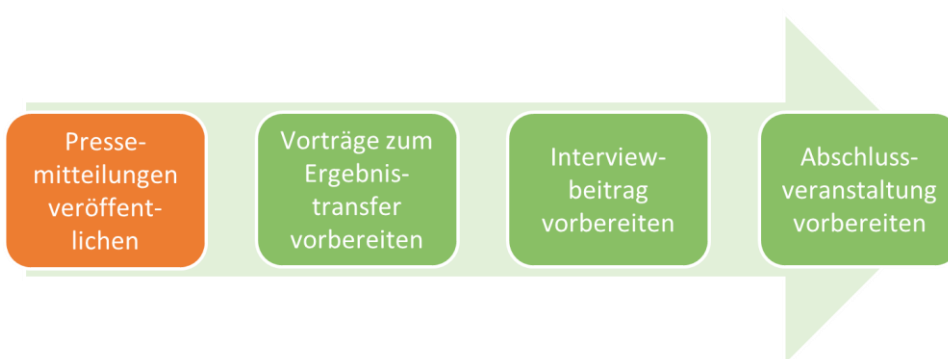 Presse-
mitteilungen
veröffent-
lichen
Vorträge zum
Ergebnis-
transfer
vorbereiten
Interview-
beitrag
vorbereiten
Abschluss-
veranstaltung
vorbereiten